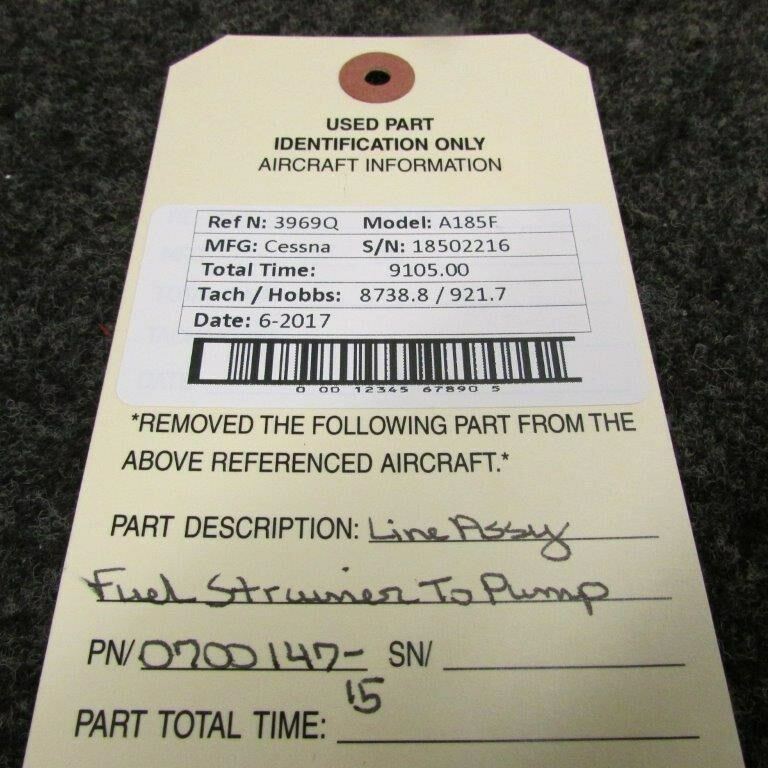 USED PART
IDENTIFICATION ONLY
AIRCRAFT INFORMATION
Ref N: 3969Q Model: A185F
MFG: Cessna S/N: 18502216
Total Time: 9105.00
Tach / Hobbs: 8738.8 / 921.7
Date: 6-2017
0 00 12345 67890 5
*REMOVED THE FOLLOWING PART FROM THE
ABOVE REFERENCED AIRCRAFT.*
PART DESCRIPTION: Line Assy
Fuel Strainer To Pump
PN/ 0700147- SN/
15
PART TOTAL TIME: